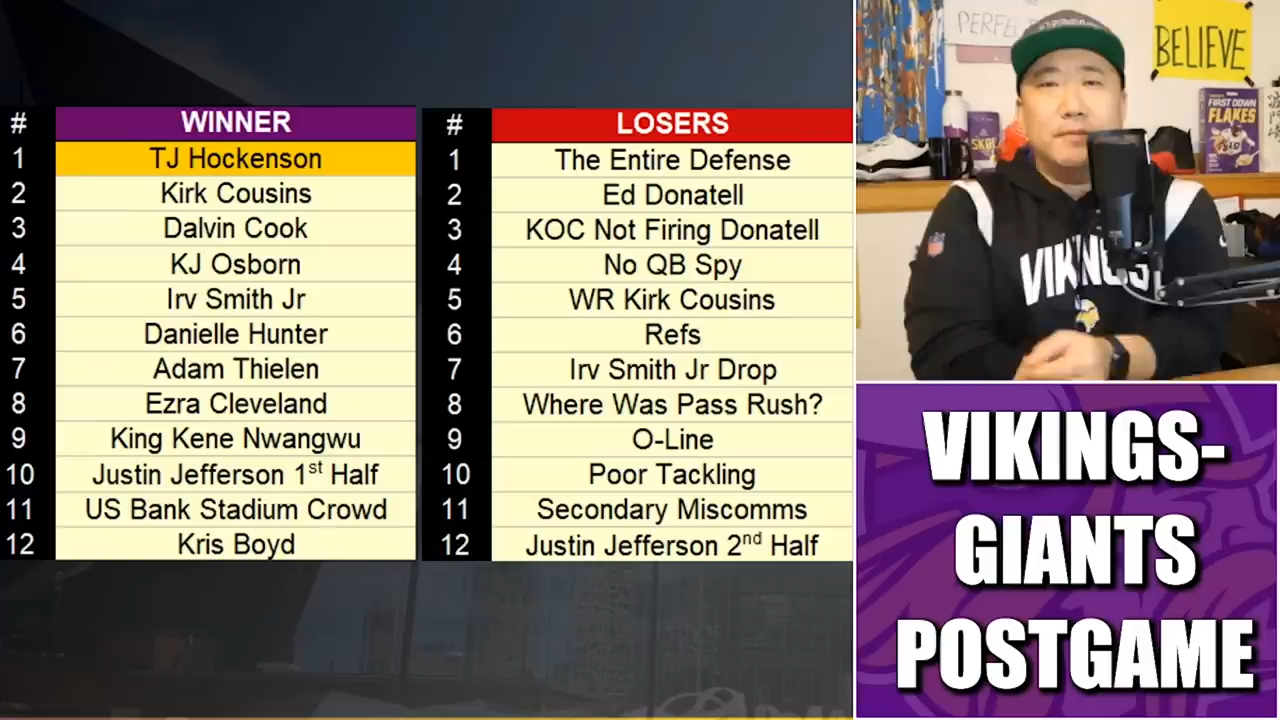 #
WINNER
1
TJ Hockenson
2
Kirk Cousins
3
Dalvin Cook
4
KJ Osborn
5
Irv Smith Jr
6
Danielle Hunter
7
Adam Thielen
8
Ezra Cleveland
9
King Kene Nwangwu
10
Justin Jefferson 1st Half
11
US Bank Stadium Crowd
12
Kris Boyd
#
LOSERS
1
The Entire Defense
2
Ed Donatell
3
KOC Not Firing Donatell
4
No QB Spy
5
WR Kirk Cousins
6
Refs
7
Irv Smith Jr Drop
8
Where Was Pass Rush?
9
O-Line
10
Poor Tackling
11
Secondary Miscomms
12
Justin Jefferson 2nd Half
BELIEVE
FIRST DOWN
FLAKES
VIKINGS-
GIANTS
POSTGAME